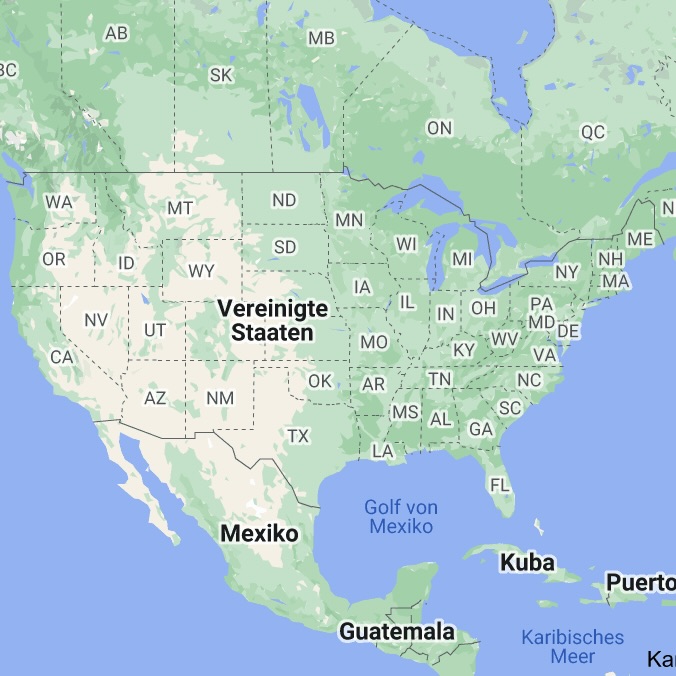 AB
MB
BC
SK
ON
QC
WA
MT
ND
MN
N
ME
OR
ID
WY
SD
WI
MI
NH
NY
MA
IA
IL
IN
OH
PA
MD
DE
NV
UT
Vereinigte
Staaten
MO
KY
WV
VA
CA
AZ
NM
OK
AR
TN
NC
TX
MS
AL
SC
GA
LA
FL
Golf von
Mexiko
Mexiko
Kuba
Puerto
Guatemala
Karibisches
Meer
Kar